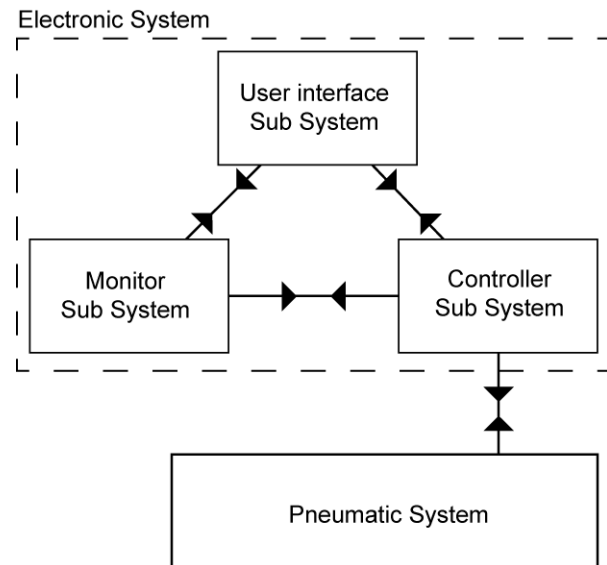 Electronic System
User interface
Sub System
Monitor
Sub System
Controller
Sub System
Pneumatic System